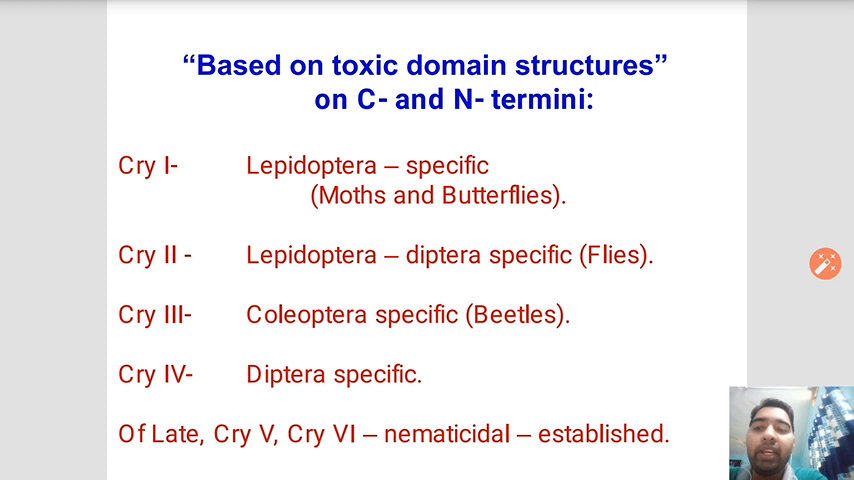 “Based on toxic domain structures”
on C- and N- termini:
Cry I- Lepidoptera – specific
(Moths and Butterflies).
Cry II - Lepidoptera – diptera specific (Flies).
Cry III- Coleoptera specific (Beetles).
Cry IV- Diptera specific.
Of Late, Cry V, Cry VI – nematicidal – established.